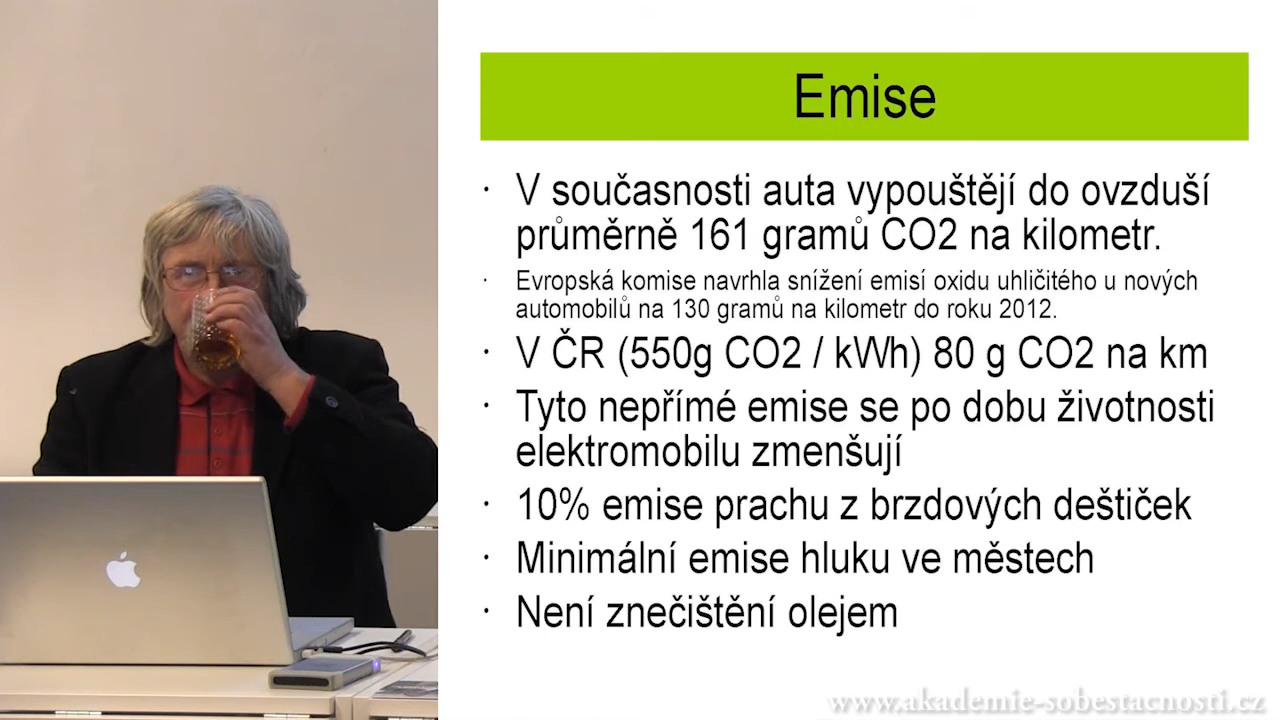 Emise
· V současnosti auta vypouštějí do ovzduší
průměrně 161 gramů CO2 na kilometr.
· Evropská komise navrhla snížení emisí oxidu uhličitého u nových
automobilů na 130 gramů na kilometr do roku 2012.
· V ČR (550g CO2 / kWh) 80 g CO2 na km
· Tyto nepřímé emise se po dobu životnosti
elektromobilu zmenšují
· 10% emise prachu z brzdových deštiček
· Minimální emise hluku ve městech
· Není znečištění olejem
www.akademie-sobestacnosti.cz